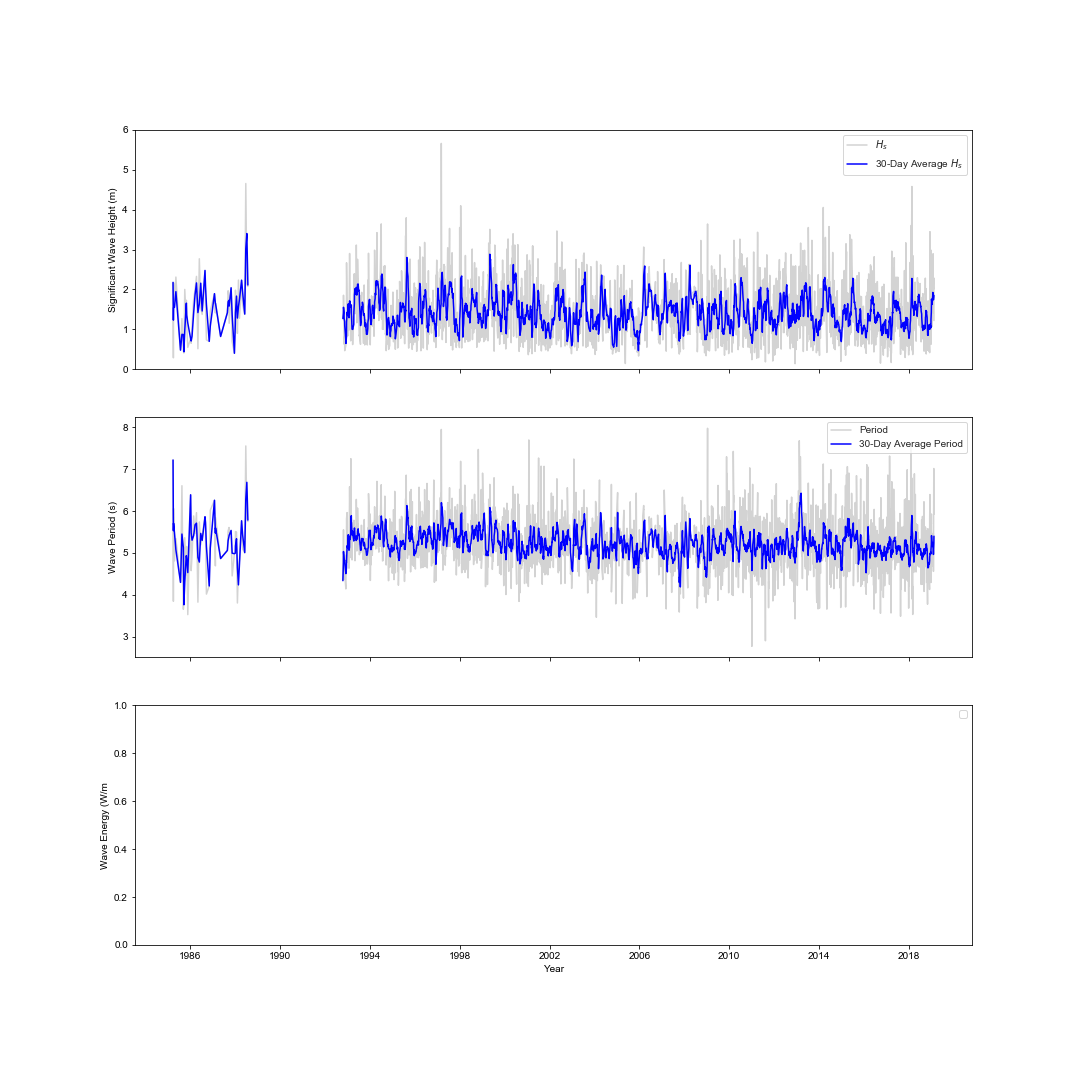 6
5
4
3
2
1
0
Significant Wave Height (m)
Hs
30-Day Average Hs
8
7
6
5
4
3
Wave Period (s)
Period
30-Day Average Period
1.0
0.8
0.6
0.4
0.2
0.0
Wave Energy (W/m
1986 1990 1994 1998 2002 2006 2010 2014 2018
Year